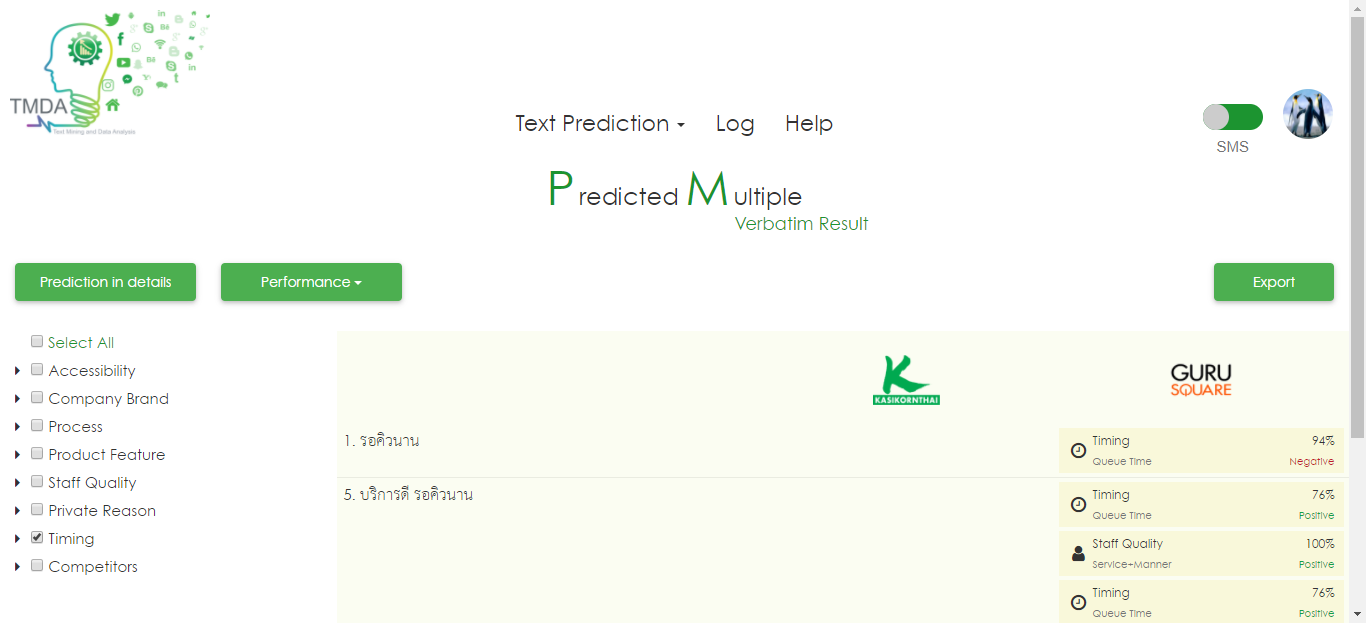 TMDA
Text Mining and Data Analysis
Text Prediction Log Help
SMS
Predicted Multiple
Verbatim Result
Prediction in details Performance Export
Select All
Accessibility
Company Brand
Process
Product Feature
Staff Quality
Private Reason
Timing
Competitors
KASIKORNTHAI
GURU
SQUARE
1. รอคิวนาน
Timing 94%
Queue Time Negative
5. บริการดี รอคิวนาน
Timing 76%
Queue Time Positive
Staff Quality 100%
Service+Manner Positive
Timing 76%
Queue Time Positive